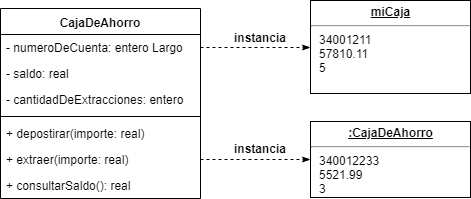 CajaDeAhorro
- numeroDeCuenta: entero Largo
- saldo: real
- cantidadDeExtracciones: entero
+ depostirar(importe: real)
+ extraer(importe: real)
+ consultarSaldo(): real
instancia
miCaja
34001211
57810.11
5
instancia
:CajaDeAhorro
340012233
5521.99
3